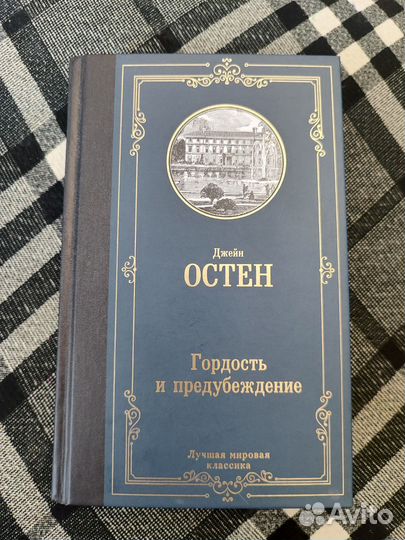 Джейн
ОСТЕН
Гордость
и предубеждение
Лучшая мировая
классика
Avito